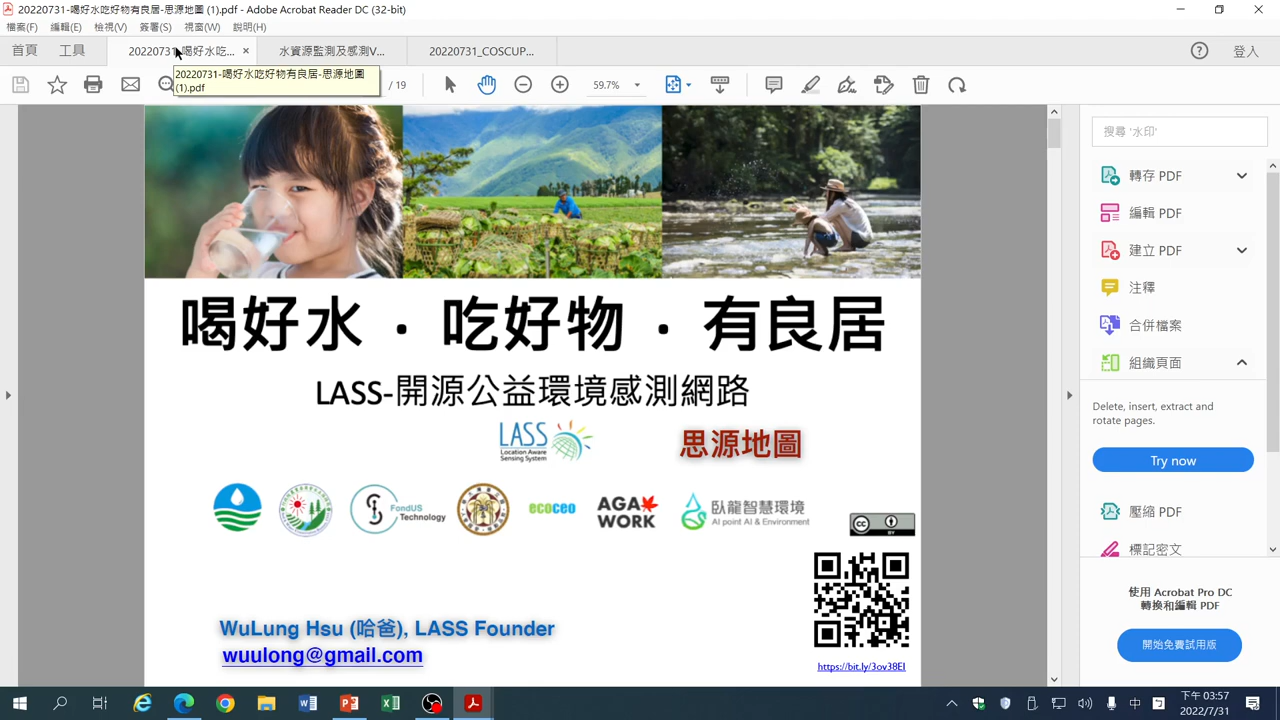 20220731-喝好水吃好物有良居-思源地圖 (1).pdf - Adobe Acrobat Reader DC (32-bit)
檔案(F) 編輯(E) 檢視(V) 簽署(S) 視窗(W) 說明(H)
首頁 工具 20220731-喝好水吃... × 水資源監測及感測V... 20220731_COSCUP... 登入
20220731-喝好水吃好物有良居-思源地圖
(1).pdf
/ 19 59.7%
搜尋 '水印'
轉存 PDF
編輯 PDF
建立 PDF
注釋
合併檔案
組織頁面
Delete, insert, extract and
rotate pages.
Try now
壓縮 PDF
標記密文
使用 Acrobat Pro DC
轉換和編輯 PDF
開始免費試用版
喝好水 · 吃好物 · 有良居
LASS-開源公益環境感測網路
LASS
Location Aware
Sensing System
思源地圖
FondUS
Technology
ecoceo
AGA
WORK
臥龍智慧環境
AI point AI & Environment
cc
BY
WuLung Hsu (哈爸), LASS Founder
wuulong@gmail.com
https://bit.ly/3ov38EI
中
下午 03:57
2022/7/31